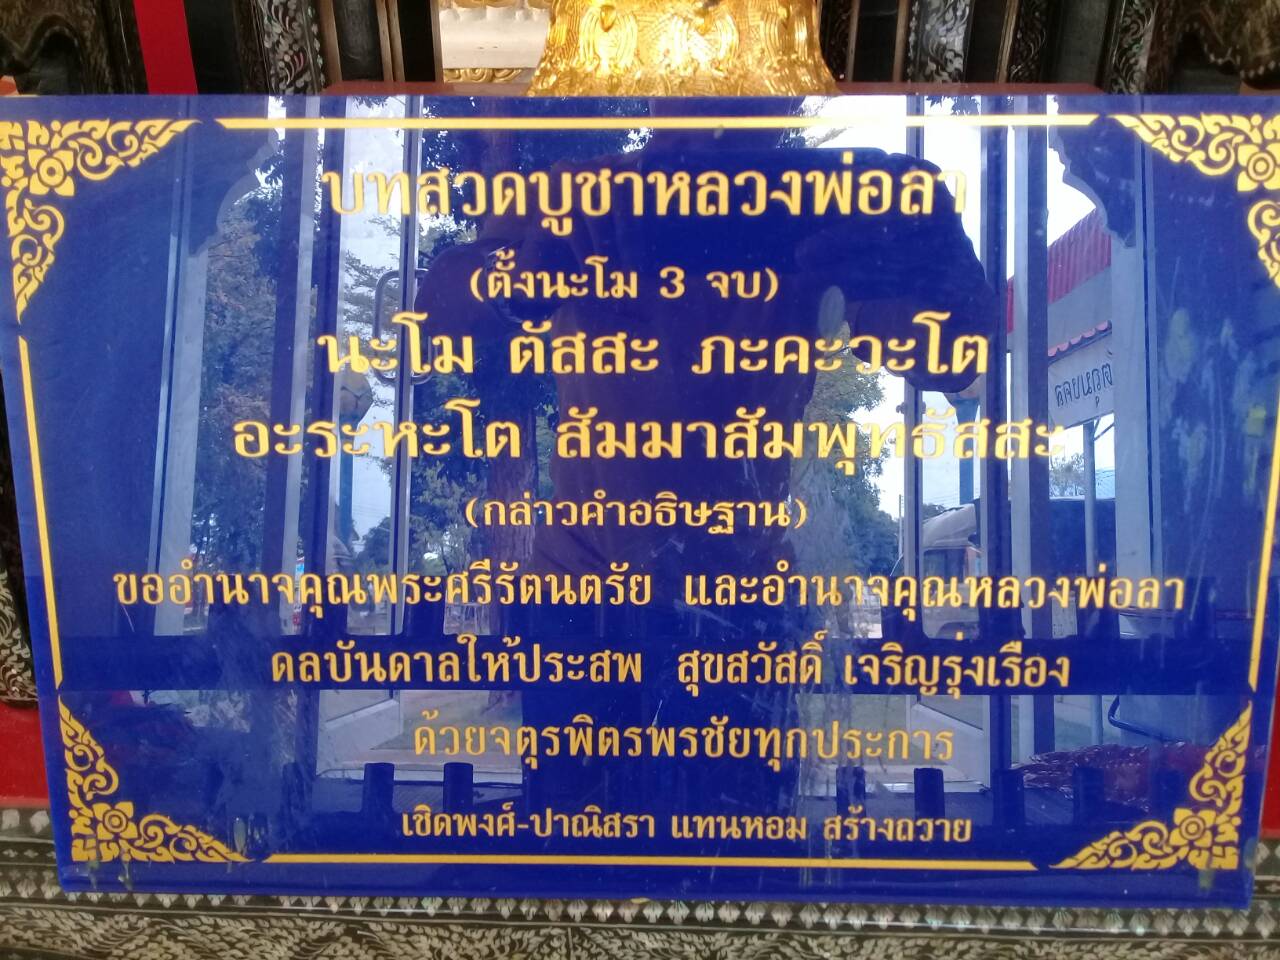 บทสวดบูชาหลวงพ่อลา
(ตั้งนะโม 3 จบ)
นะโม ตัสสะ ภะคะวะโต
อะระหะโต สัมมาสัมพุทธัสสะ
(กล่าวคำอธิษฐาน)
ขออำนาจคุณพระศรีรัตนตรัย และอำนาจคุณหลวงพ่อลา
ดลบันดาลให้ประสพ สุขสวัสดิ์ เจริญรุ่งเรือง
ด้วยจตุรพิตรพรชัยทุกประการ
เชิดพงศ์-ปาณิสรา แทนหอม สร้างถวาย